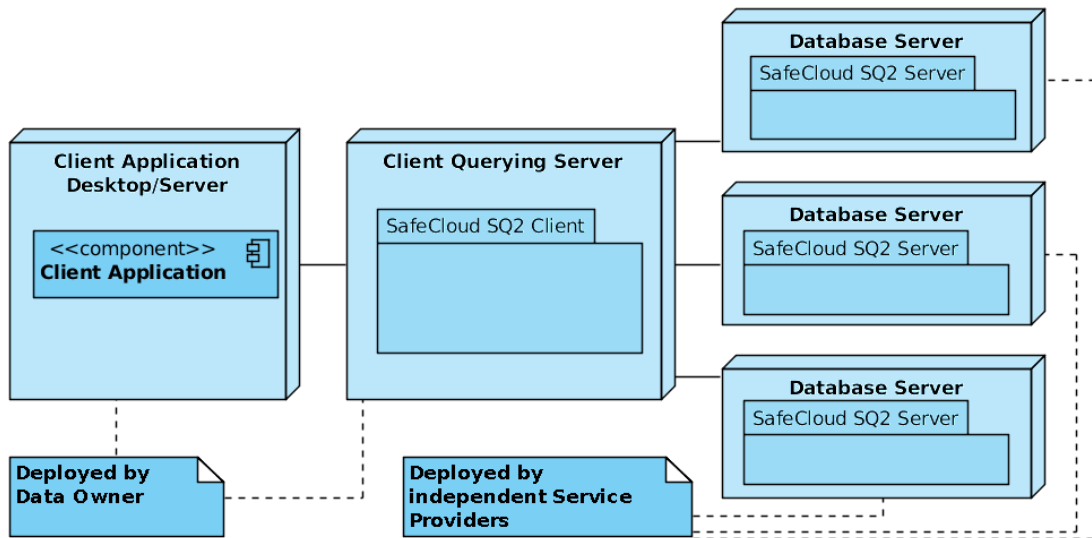 Client Application
Desktop/Server
<<component>>
Client Application
Client Querying Server
SafeCloud SQ2 Client
Database Server
SafeCloud SQ2 Server
Database Server
SafeCloud SQ2 Server
Database Server
SafeCloud SQ2 Server
Deployed by
Data Owner
Deployed by
independent Service
Providers